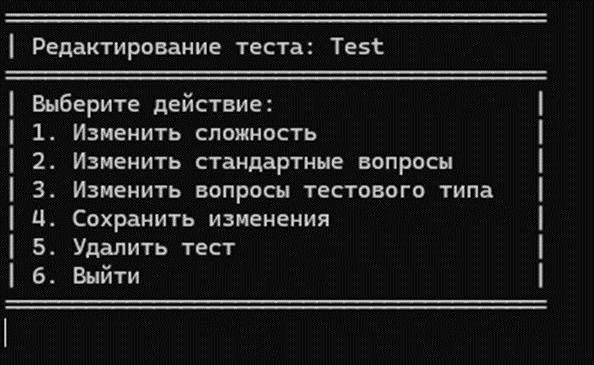 ========================================
| Редактирование теста: Test
========================================
| Выберите действие:                   |
| 1. Изменить сложность                |
| 2. Изменить стандартные вопросы      |
| 3. Изменить вопросы тестового типа   |
| 4. Сохранить изменения               |
| 5. Удалить тест                      |
| 6. Выйти                             |
========================================